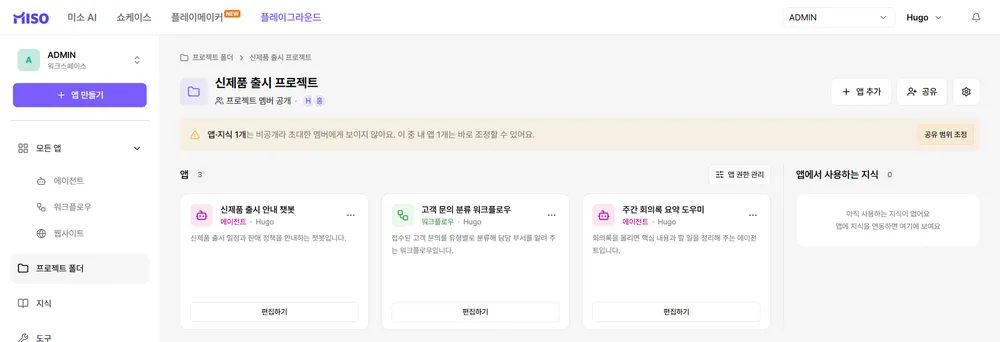 MISO
미소 AI
쇼케이스
플레이메이커 NEW
플레이그라운드
ADMIN
Hugo
A
ADMIN
워크스페이스
+ 앱 만들기
모든 앱
에이전트
워크플로우
웹사이트
프로젝트 폴더
지식
도구
프로젝트 폴더 > 신제품 출시 프로젝트
신제품 출시 프로젝트
프로젝트 멤버 공개 · H 홍
+ 앱 추가
공유
앱·지식 1개는 비공개라 초대한 멤버에게 보이지 않아요. 이 중 내 앱 1개는 바로 조정할 수 있어요.
공유 범위 조정
앱 3
앱 권한 관리
신제품 출시 안내 챗봇
에이전트 · Hugo
신제품 출시 일정과 판매 정책을 안내하는 챗봇입니다.
편집하기
고객 문의 분류 워크플로우
워크플로우 · Hugo
접수된 고객 문의를 유형별로 분류해 담당 부서를 알려 주
는 워크플로우입니다.
편집하기
주간 회의록 요약 도우미
에이전트 · Hugo
회의록을 올리면 핵심 내용과 할 일을 정리해 주는 에이전
트입니다.
편집하기
앱에서 사용하는 지식 0
아직 사용하는 지식이 없어요
앱에 지식을 연동하면 여기에 보여요